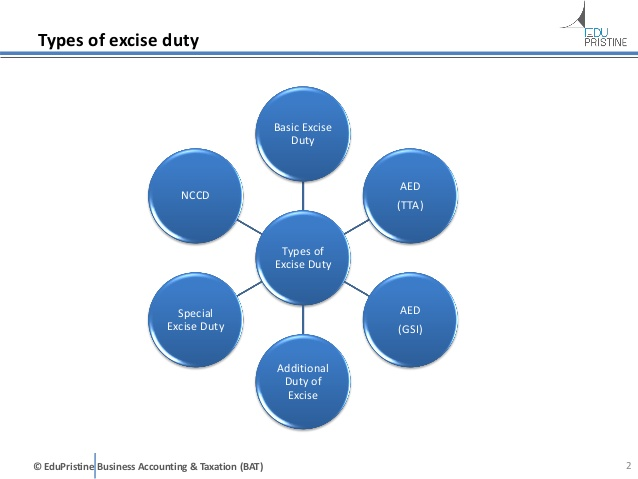 Types of excise duty
EDU
PRISTINE
Basic Excise
Duty
AED
(TTA)
NCCD
Types of
Excise Duty
AED
(GSI)
Special
Excise Duty
Additional
Duty of
Excise
© EduPristine Business Accounting & Taxation (BAT)
2